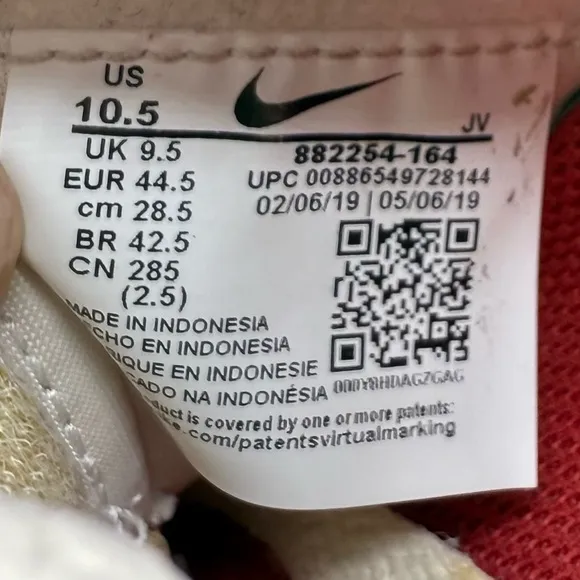 US
10.5
JV
UK 9.5
882254-164
EUR 44.5
UPC 00886549728144
cm 28.5
02/06/19 | 05/06/19
BR 42.5
CN 285
(2.5)
MADE IN INDONESIA
CHO EN INDONESIA
RIQUE EN INDONESIE
CADO NA INDONÉSIA
duct is covered by one or more patents:
ke.com/patentsvirtualmarking